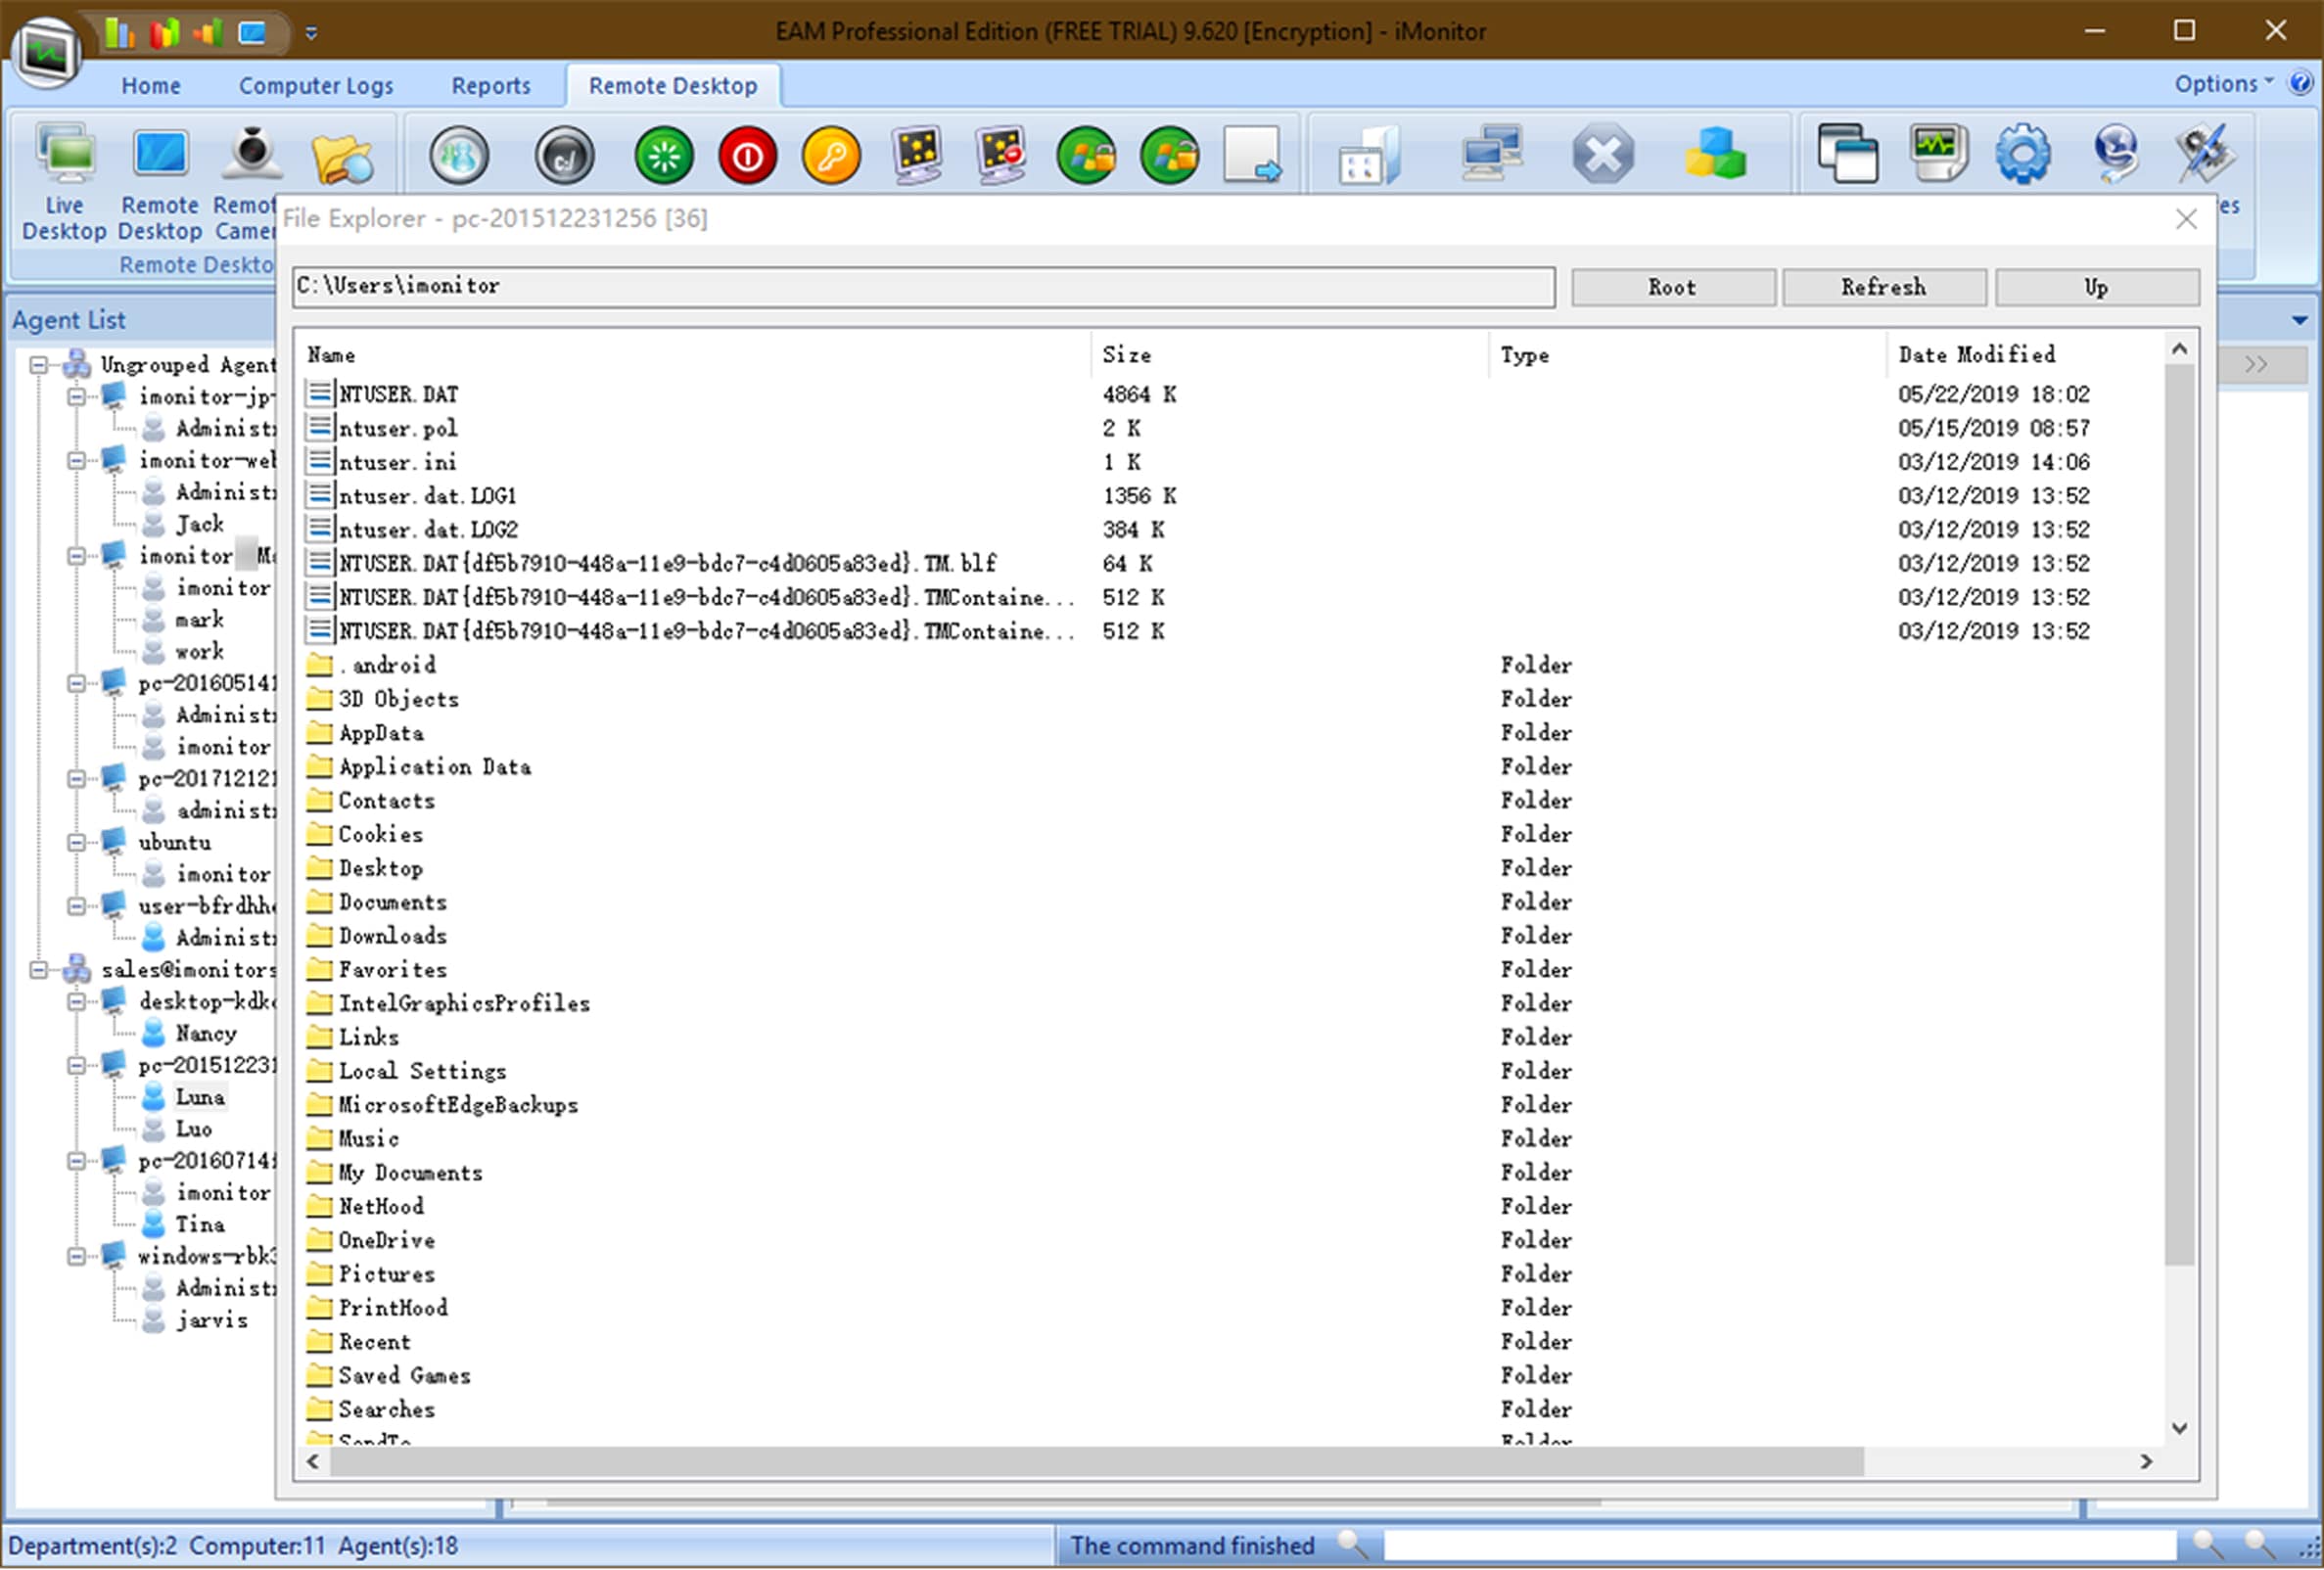 EAM Professional Edition (FREE TRIAL) 9.620 [Encryption] - iMonitor
Home
Computer Logs
Reports
Remote Desktop
Options
Live Desktop
Remote Desktop
File Explorer - pc-201512231256 [36]
C:\Users\imonitor
Root
Refresh
Up
Agent List
Name Size Type Date Modified
NTUSER.DAT 4864 K 05/22/2019 18:02
ntuser.pol 2 K 05/15/2019 08:57
ntuser.ini 1 K 03/12/2019 14:06
ntuser.dat.LOG1 1356 K 03/12/2019 13:52
ntuser.dat.LOG2 384 K 03/12/2019 13:52
NTUSER.DAT{df5b7910-448a-11e9-bdc7-c4d0605a83ed}.TM.blf 64 K 03/12/2019 13:52
NTUSER.DAT{df5b7910-448a-11e9-bdc7-c4d0605a83ed}.TMContaine... 512 K 03/12/2019 13:52
NTUSER.DAT{df5b7910-448a-11e9-bdc7-c4d0605a83ed}.TMContaine... 512 K 03/12/2019 13:52
.android Folder
3D Objects Folder
AppData Folder
Application Data Folder
Contacts Folder
Cookies Folder
Desktop Folder
Documents Folder
Downloads Folder
Favorites Folder
IntelGraphicsProfiles Folder
Links Folder
Local Settings Folder
MicrosoftEdgeBackups Folder
Music Folder
My Documents Folder
NetHood Folder
OneDrive Folder
Pictures Folder
PrintHood Folder
Recent Folder
Saved Games Folder
Searches Folder
SendTo Folder
Ungrouped Agent
imonitor-jp-
Administ
imonitor-web
Administ
Jack
imonitor
imonitor
mark
work
pc-20160514
Administ
imonitor
pc-20171212
administ
ubuntu
imonitor
user-bfrdhh
Administ
sales@imonitors
desktop-kdk
Nancy
pc-20151223
Luna
Luo
pc-20160714
imonitor
Tina
windows-rbk
Administ
jarvis
Department(s):2 Computer:11 Agent(s):18
The command finished